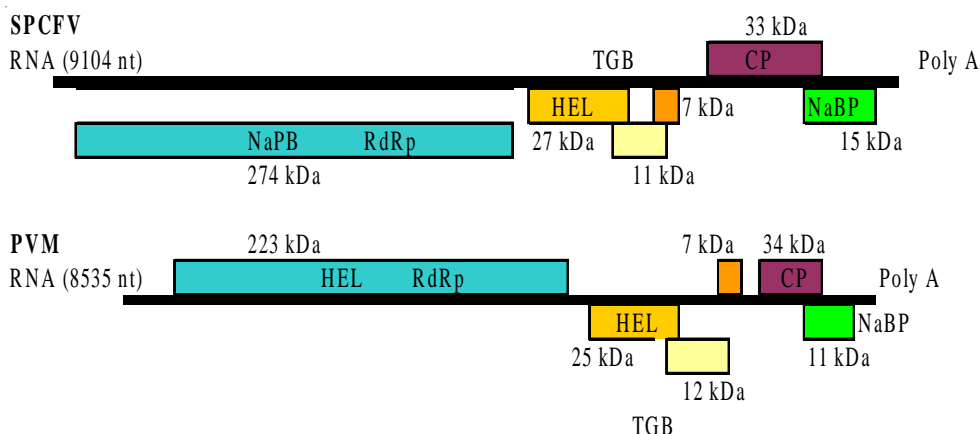 SPCFV
33 kDa
RNA (9104 nt)
TGB
CP
Poly A
HEL
7 kDa
NaBP
NaPB RdRp
27 kDa
15 kDa
274 kDa
11 kDa
PVM
223 kDa
7 kDa
34 kDa
RNA (8535 nt)
HEL RdRp
CP
Poly A
HEL
NaBP
25 kDa
11 kDa
12 kDa
TGB